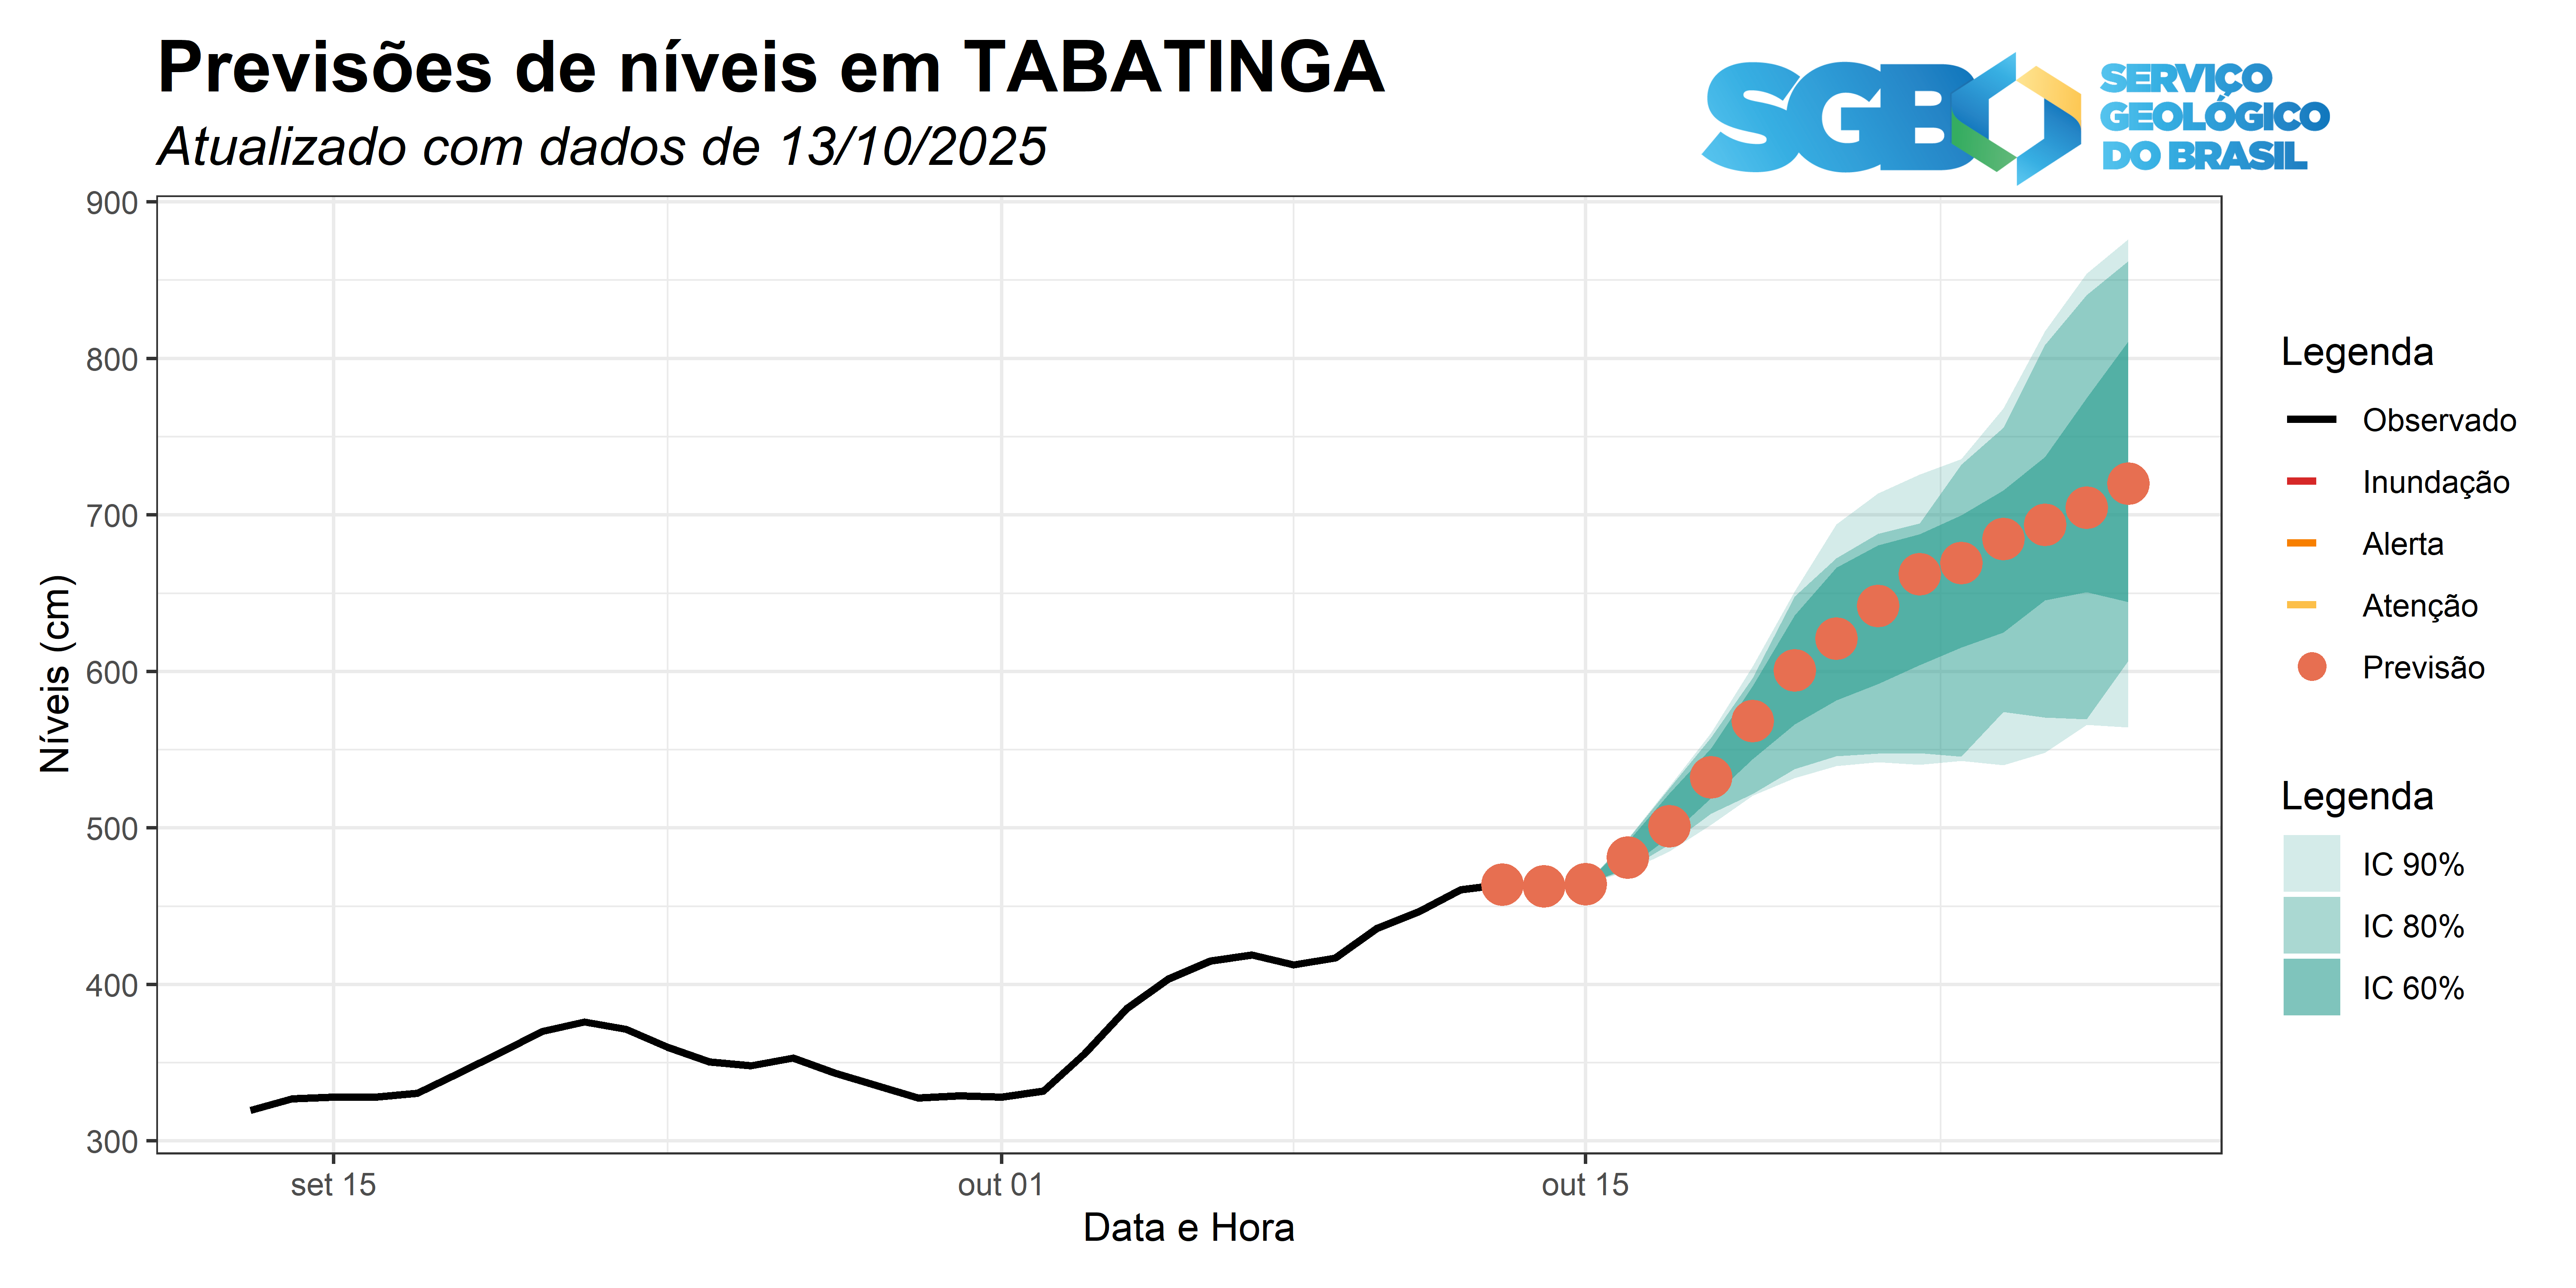 Previsões de níveis em TABATINGA
Atualizado com dados de 13/10/2025
SGB
SERVIÇO
GEOLÓGICO
DO BRASIL
900
800
700
600
500
400
300
Níveis (cm)
set 15
out 01
out 15
Data e Hora
Legenda
Observado
Inundação
Alerta
Atenção
Previsão
Legenda
IC 90%
IC 80%
IC 60%